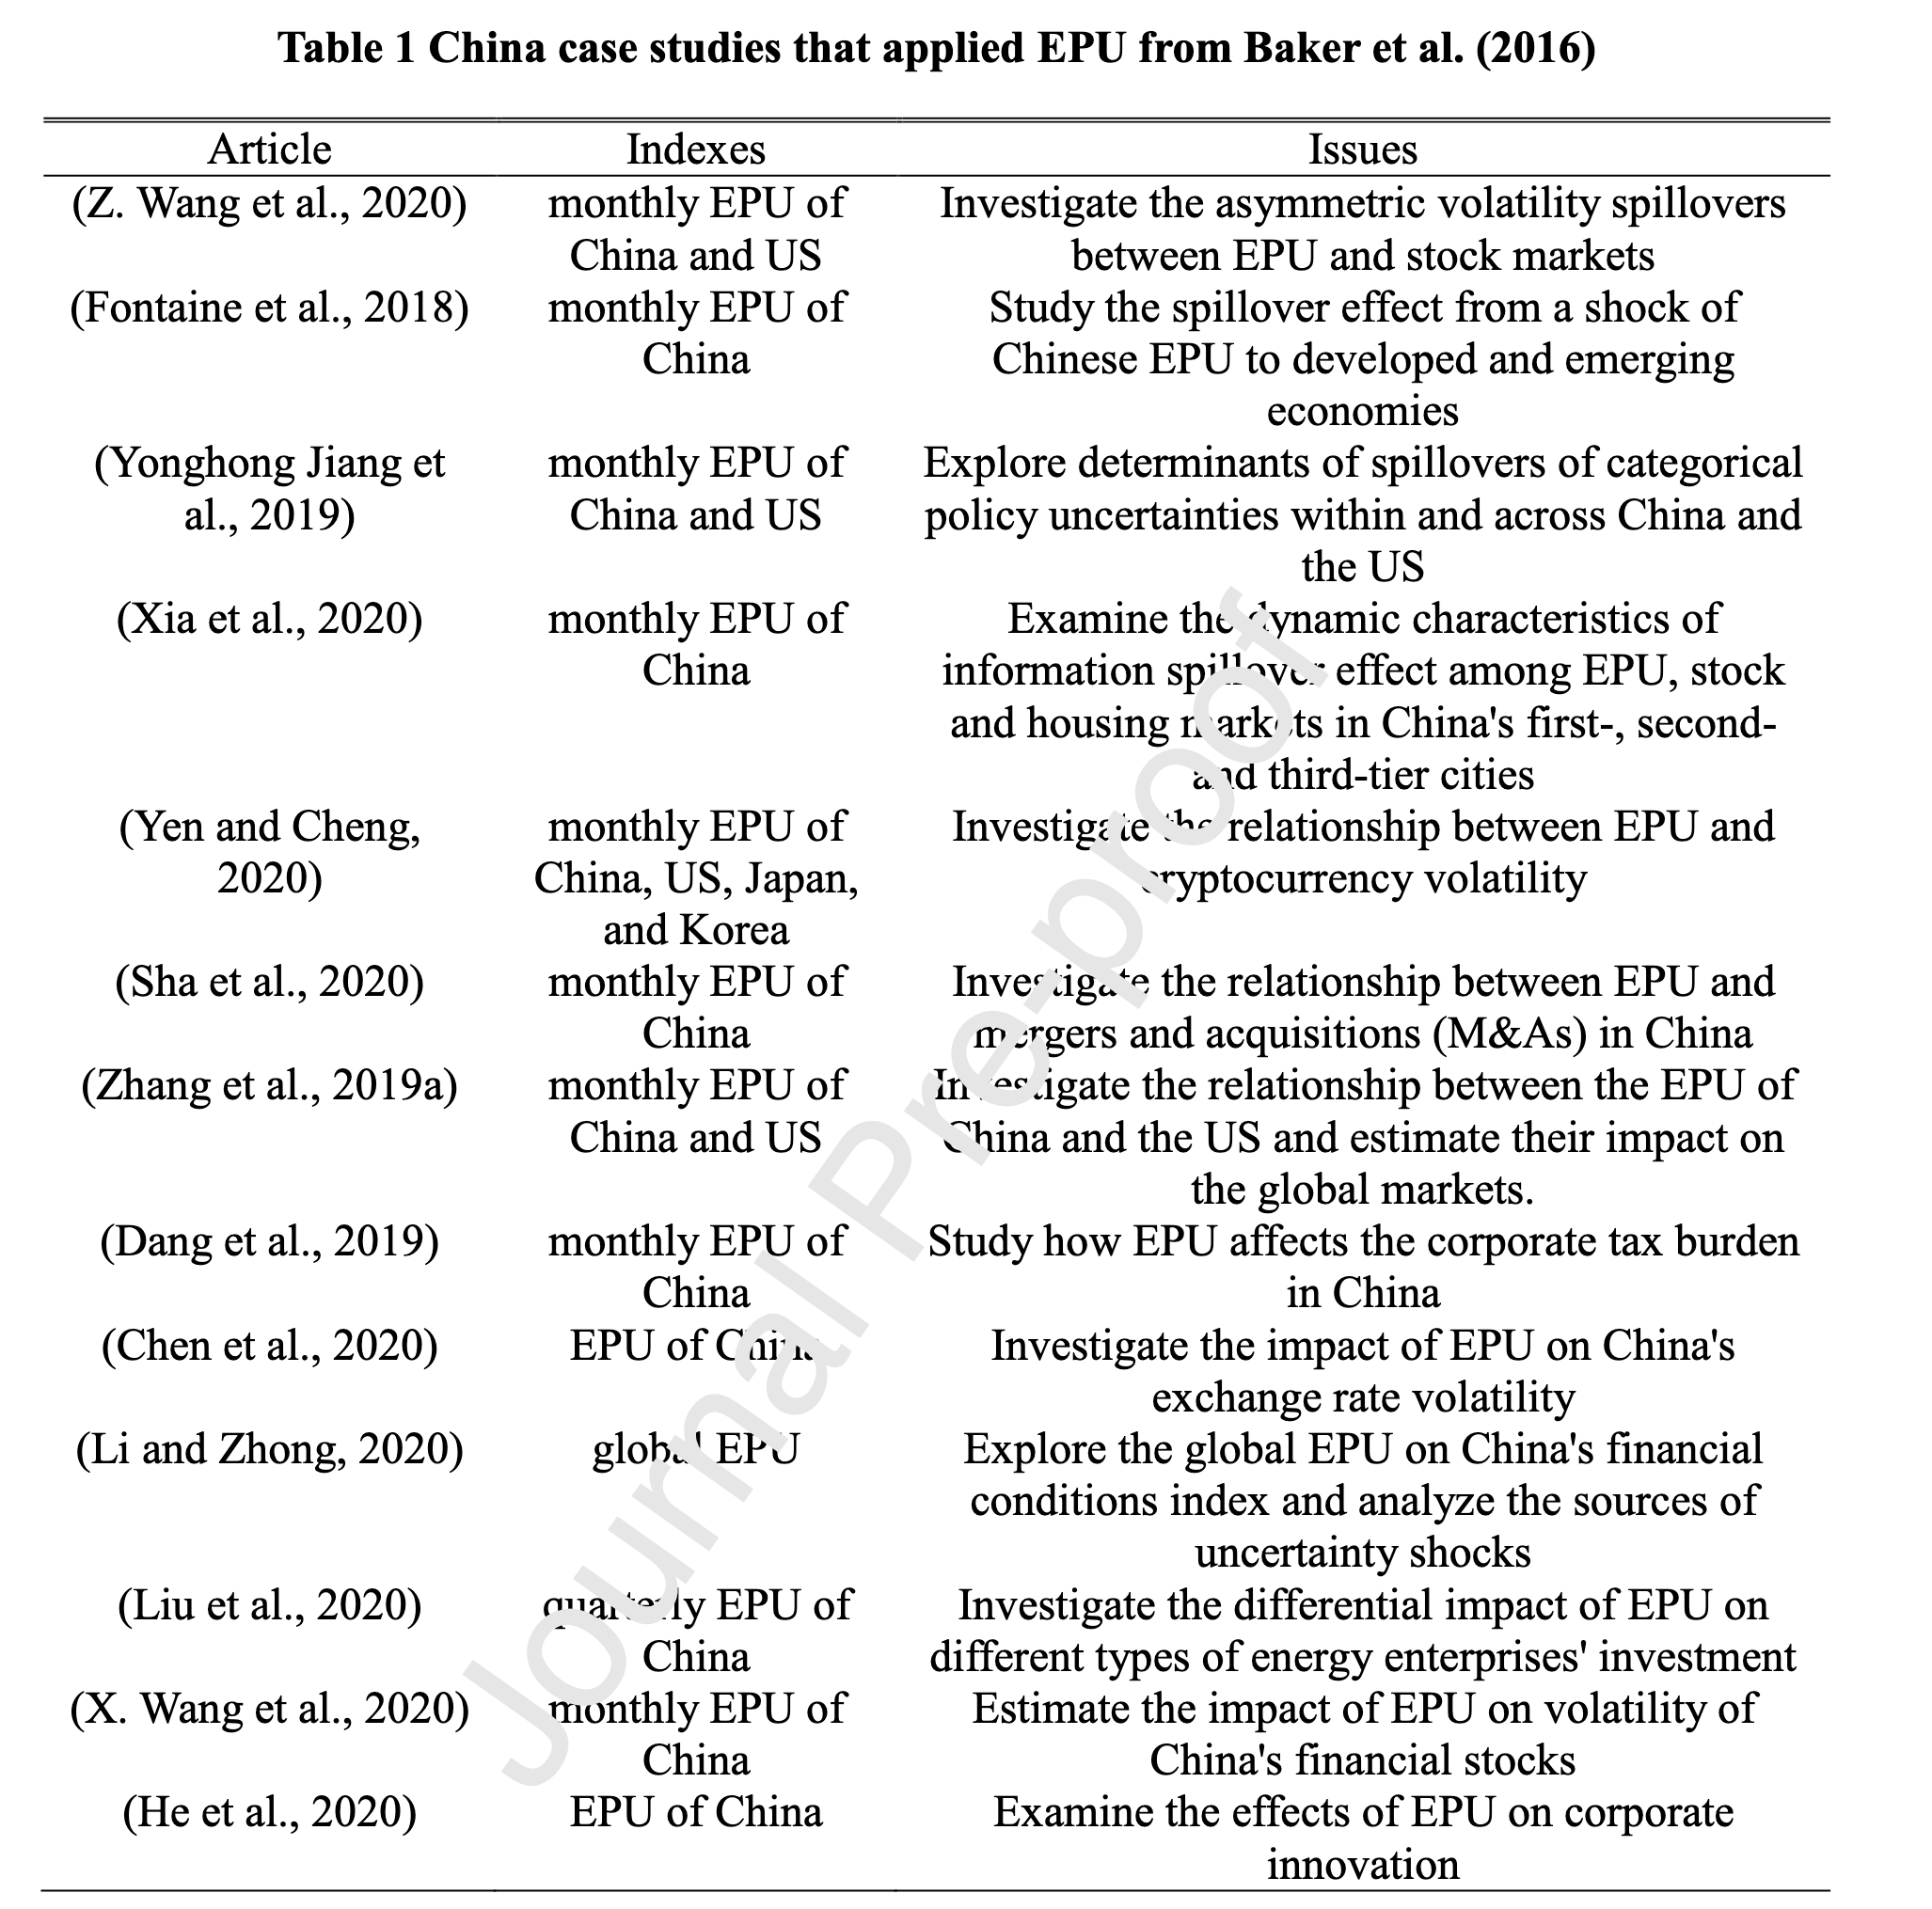 Table 1 China case studies that applied EPU from Baker et al. (2016)
Article Indexes Issues
(Z. Wang et al., 2020) monthly EPU of Investigate the asymmetric volatility spillovers
China and US between EPU and stock markets
(Fontaine et al., 2018) monthly EPU of Study the spillover effect from a shock of
China Chinese EPU to developed and emerging
economies
(Yonghong Jiang et monthly EPU of Explore determinants of spillovers of categorical
al., 2019) China and US policy uncertainties within and across China and
the US
(Xia et al., 2020) monthly EPU of Examine the dynamic characteristics of
China information spillover effect among EPU, stock
and housing markets in China's first-, second-
and third-tier cities
(Yen and Cheng, monthly EPU of Investigate the relationship between EPU and
2020) China, US, Japan, cryptocurrency volatility
and Korea
(Sha et al., 2020) monthly EPU of Investigate the relationship between EPU and
China mergers and acquisitions (M&As) in China
(Zhang et al., 2019a) monthly EPU of Investigate the relationship between the EPU of
China and US China and the US and estimate their impact on
the global markets.
(Dang et al., 2019) monthly EPU of Study how EPU affects the corporate tax burden
China in China
(Chen et al., 2020) EPU of China Investigate the impact of EPU on China's
exchange rate volatility
(Li and Zhong, 2020) global EPU Explore the global EPU on China's financial
conditions index and analyze the sources of
uncertainty shocks
(Liu et al., 2020) quarterly EPU of Investigate the differential impact of EPU on
China different types of energy enterprises' investment
(X. Wang et al., 2020) monthly EPU of Estimate the impact of EPU on volatility of
China China's financial stocks
(He et al., 2020) EPU of China Examine the effects of EPU on corporate
innovation
Journal Pre-proof